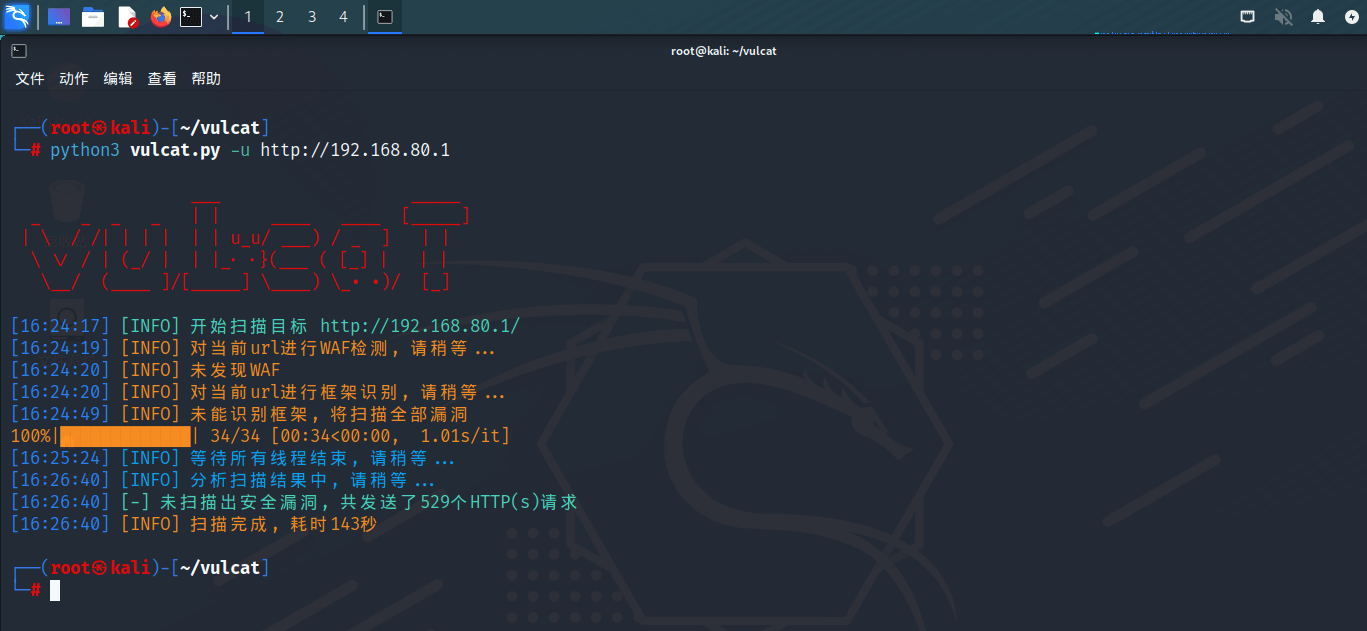 1 2 3 4
root@kali: ~/vulcat
文件 动作 编辑 查看 帮助
┌──(root㉿kali)-[~/vulcat]
└─# python3 vulcat.py -u http://192.168.80.1
[16:24:17] [INFO] 开始扫描目标 http://192.168.80.1/
[16:24:19] [INFO] 对当前url进行WAF检测, 请稍等...
[16:24:20] [INFO] 未发现WAF
[16:24:20] [INFO] 对当前url进行框架识别, 请稍等...
[16:24:49] [INFO] 未能识别框架, 将扫描全部漏洞
100%|█████████████| 34/34 [00:34<00:00, 1.01s/it]
[16:25:24] [INFO] 等待所有线程结束, 请稍等...
[16:26:40] [INFO] 分析扫描结果中, 请稍等...
[16:26:40] [-] 未扫描出安全漏洞, 共发送了529个HTTP(s)请求
[16:26:40] [INFO] 扫描完成, 耗时143秒
┌──(root㉿kali)-[~/vulcat]
└─#